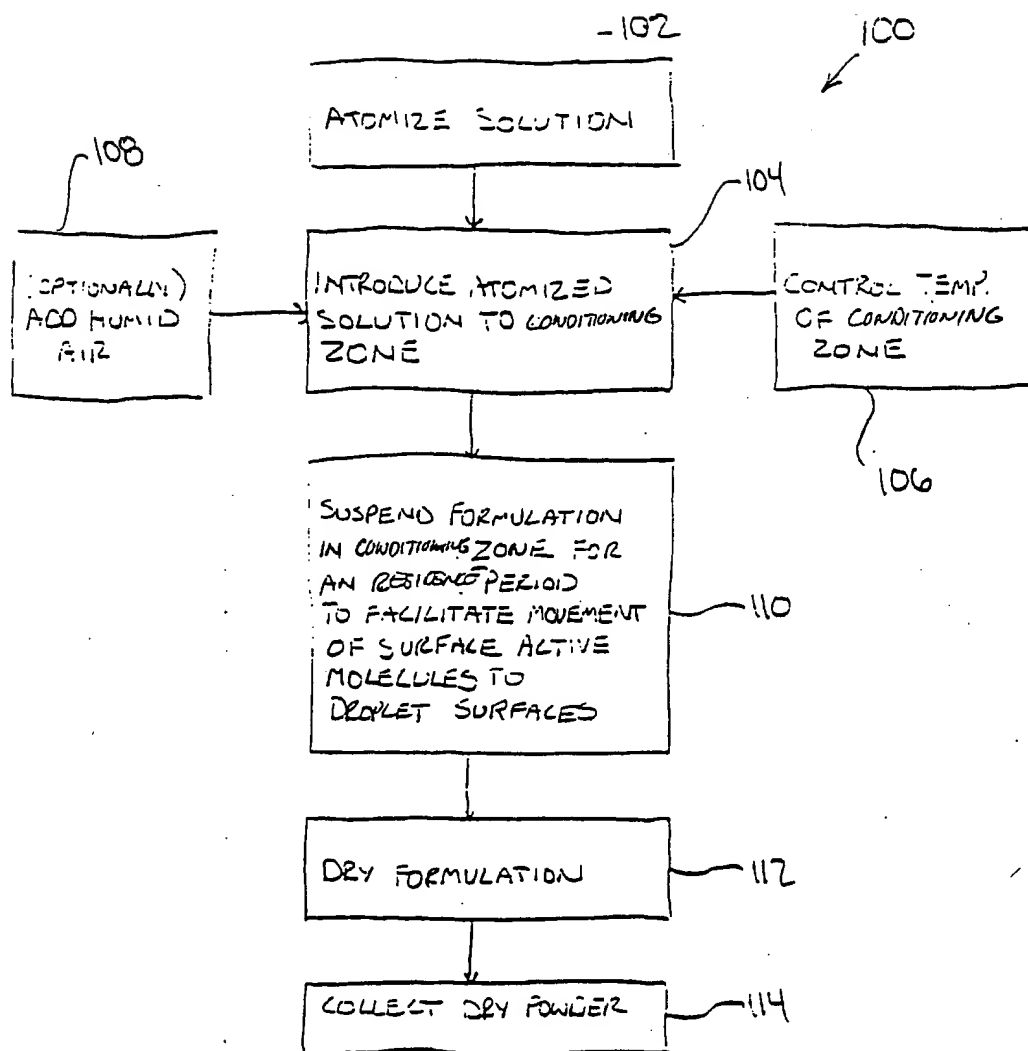 -102
100
ATOMIZE SOLUTION
108
104
(OPTIONALLY)
ADD HUMID
AIR
INTRODUCE ATOMIZED
SOLUTION TO CONDITIONING
ZONE
CONTROL TEMP.
OF CONDITIONING
ZONE
106
SUSPEND FORMULATION
IN CONDITIONING ZONE FOR
AN RESIDENCE PERIOD
TO FACILITATE MOVEMENT
OF SURFACE ACTIVE
MOLECULES TO
DROPLET SURFACES
110
DRY FORMULATION
112
COLLECT DRY POWDER
114